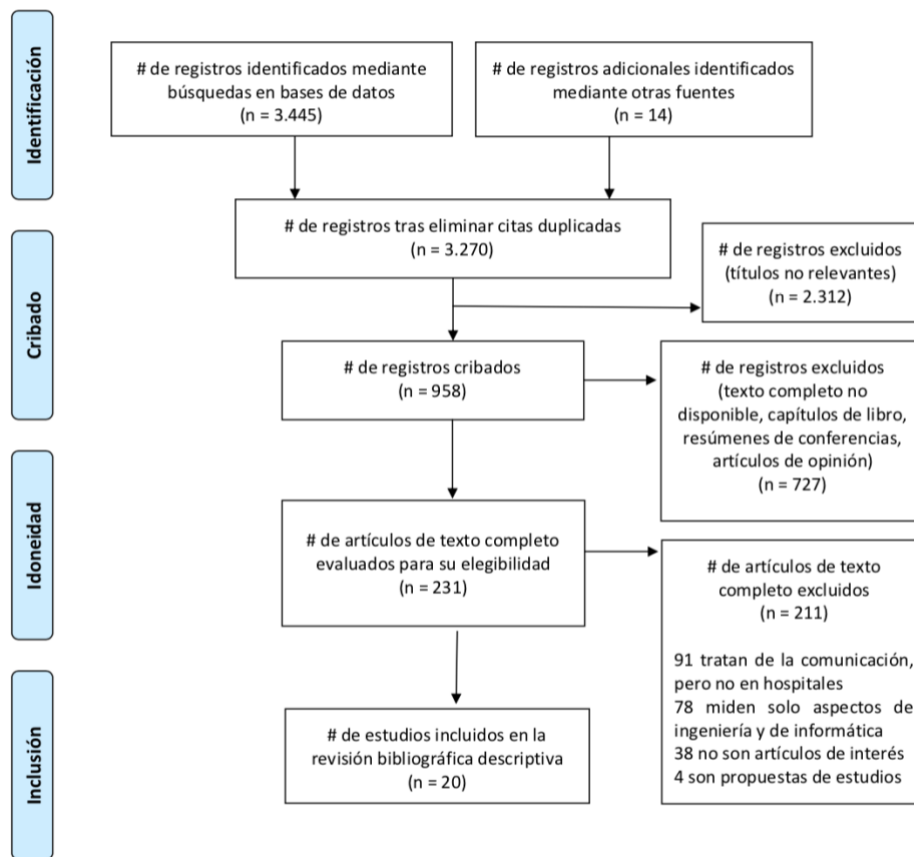 Identificación
# de registros identificados mediante
búsquedas en bases de datos
(n = 3.445)
# de registros adicionales identificados
mediante otras fuentes
(n = 14)
# de registros tras eliminar citas duplicadas
(n = 3.270)
Cribado
# de registros excluidos
(títulos no relevantes)
(n = 2.312)
# de registros cribados
(n = 958)
# de registros excluidos
(texto completo no
disponible, capítulos de libro,
resúmenes de conferencias,
artículos de opinión)
(n = 727)
Idoneidad
# de artículos de texto completo
evaluados para su elegibilidad
(n = 231)
# de artículos de texto
completo excluidos
(n = 211)
91 tratan de la comunicación,
pero no en hospitales
78 miden solo aspectos de
ingeniería y de informática
38 no son artículos de interés
4 son propuestas de estudios
Inclusión
# de estudios incluidos en la
revisión bibliográfica descriptiva
(n = 20)